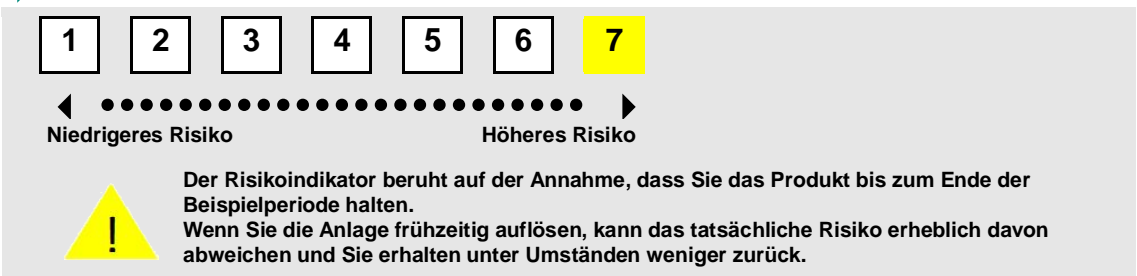 1 2 3 4 5 6 7
Niedrigeres Risiko Höheres Risiko
Der Risikoindikator beruht auf der Annahme, dass Sie das Produkt bis zum Ende der
Beispielperiode halten.
! Wenn Sie die Anlage frühzeitig auflösen, kann das tatsächliche Risiko erheblich davon
abweichen und Sie erhalten unter Umständen weniger zurück.